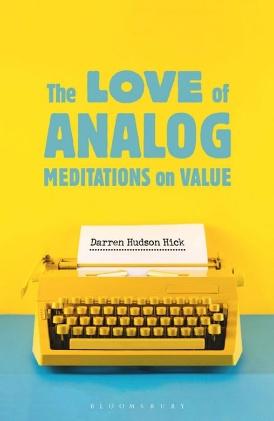 The LOVE of
ANALOG
MEDITATIONS on VALUE
Darren Hudson Hick
BLOOMSBURY